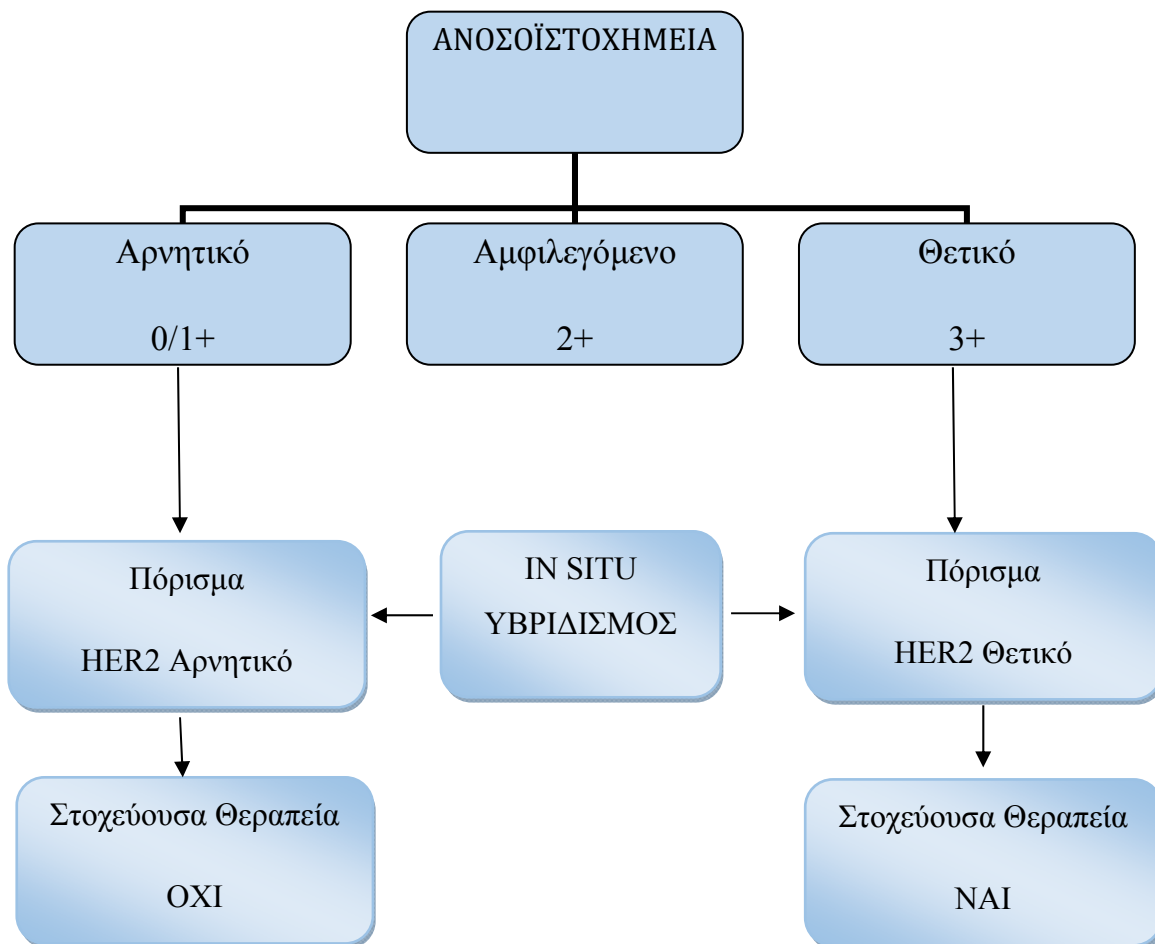 ΑΝΟΣΟΪΣΤΟΧΗΜΕΙΑ
Αρνητικό
0/1+
Αμφιλεγόμενο
2+
Θετικό
3+
Πόρισμα
HER2 Αρνητικό
IN SITU
ΥΒΡΙΔΙΣΜΟΣ
Πόρισμα
HER2 Θετικό
Στοχεύουσα Θεραπεία
ΟΧΙ
Στοχεύουσα Θεραπεία
ΝΑΙ